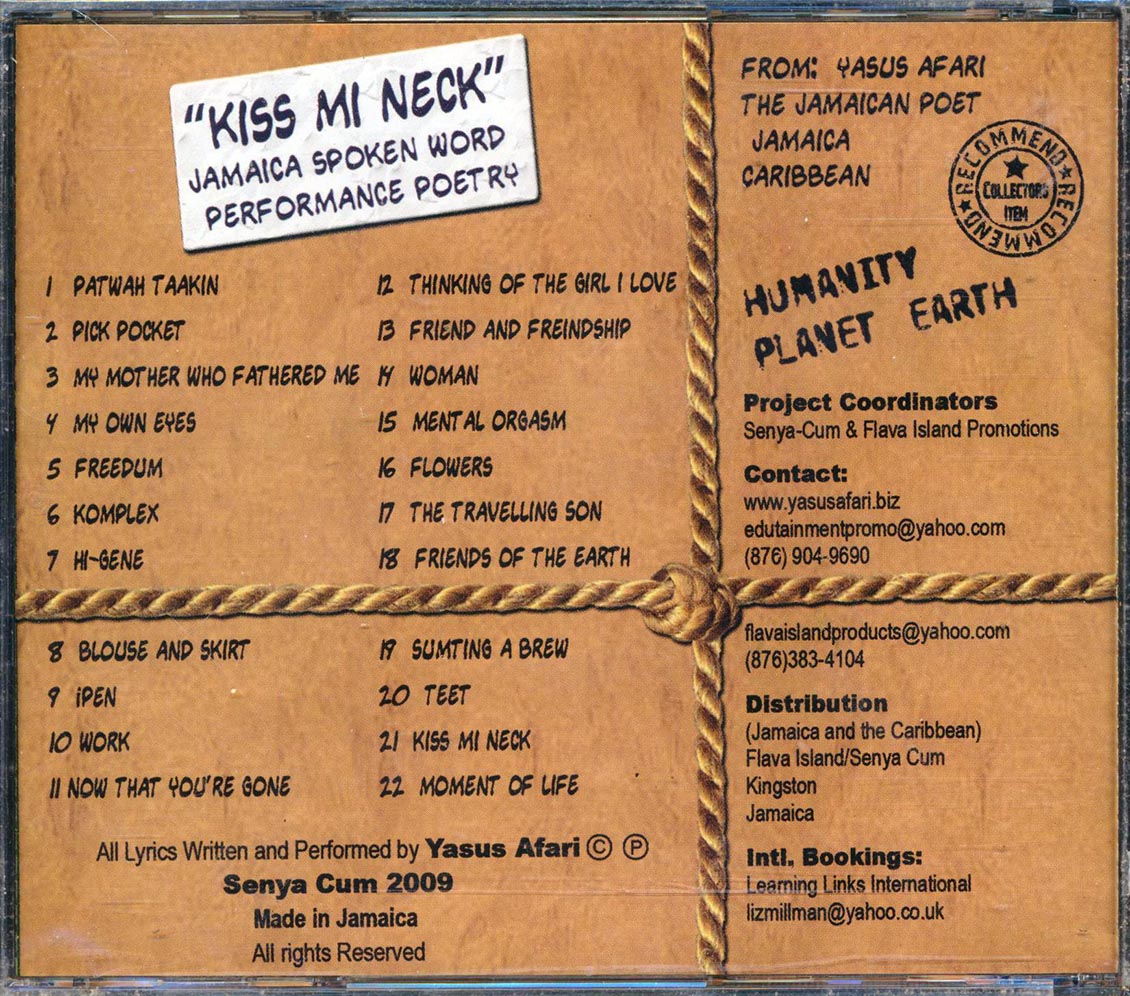 "KISS MI NECK"
JAMAICA SPOKEN WORD
PERFORMANCE POETRY
1 PATWAH TAAKIN
2 PICK POCKET
3 MY MOTHER WHO FATHERED ME
4 MY OWN EYES
5 FREEDUM
6 KOMPLEX
7 HI-GENE
8 BLOUSE AND SKIRT
9 iPEN
10 WORK
11 NOW THAT YOU'RE GONE
12 THINKING OF THE GIRL I LOVE
13 FRIEND AND FREINDSHIP
14 WOMAN
15 MENTAL ORGASM
16 FLOWERS
17 THE TRAVELLING SON
18 FRIENDS OF THE EARTH
19 SUMTING A BREW
20 TEET
21 KISS MI NECK
22 MOMENT OF LIFE
All Lyrics Written and Performed by Yasus Afari © ℗
Senya Cum 2009
Made in Jamaica
All rights Reserved
FROM: YASUS AFARI
THE JAMAICAN POET
JAMAICA
CARIBBEAN
RECOMMEND ★ RECOMMEND ★ RECOMMEND ★
COLLECTORS
ITEM
HUMANITY
PLANET EARTH
Project Coordinators
Senya-Cum & Flava Island Promotions
Contact:
www.yasusafari.biz
edutainmentpromo@yahoo.com
(876) 904-9690
flavaislandproducts@yahoo.com
(876)383-4104
Distribution
(Jamaica and the Caribbean)
Flava Island/Senya Cum
Kingston
Jamaica
Intl. Bookings:
Learning Links International
lizmillman@yahoo.co.uk